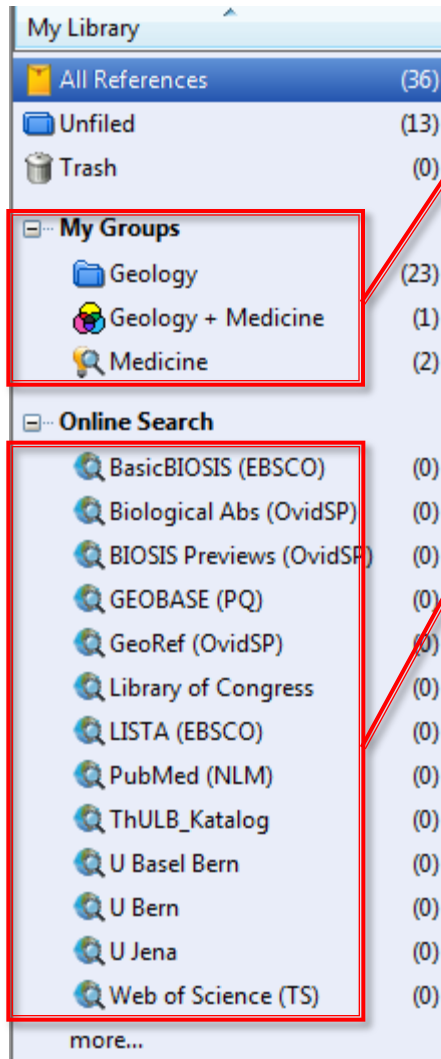 My Library
All References (36)
Unfiled (13)
Trash (0)
My Groups
Geology (23)
Geology + Medicine (1)
Medicine (2)
Online Search
BasicBIOSIS (EBSCO) (0)
Biological Abs (OvidSP) (0)
BIOSIS Previews (OvidSP) (0)
GEOBASE (PQ) (0)
GeoRef (OvidSP) (0)
Library of Congress (0)
LISTA (EBSCO) (0)
PubMed (NLM) (0)
ThULB_Katalog (0)
U Basel Bern (0)
U Bern (0)
U Jena (0)
Web of Science (TS) (0)
more...